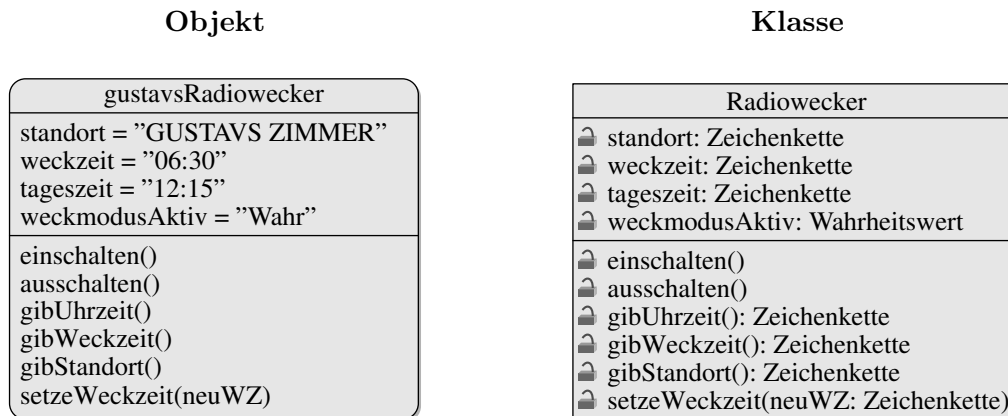 Objekt
gustavsRadiowecker
standort = ”GUSTAVS ZIMMER”
weckzeit = ”06:30”
tageszeit = ”12:15”
weckmodusAktiv = ”Wahr”
einschalten()
ausschalten()
gibUhrzeit()
gibWeckzeit()
gibStandort()
setzeWeckzeit(neuWZ)
Klasse
Radiowecker
standort: Zeichenkette
weckzeit: Zeichenkette
tageszeit: Zeichenkette
weckmodusAktiv: Wahrheitswert
einschalten()
ausschalten()
gibUhrzeit(): Zeichenkette
gibWeckzeit(): Zeichenkette
gibStandort(): Zeichenkette
setzeWeckzeit(neuWZ: Zeichenkette)